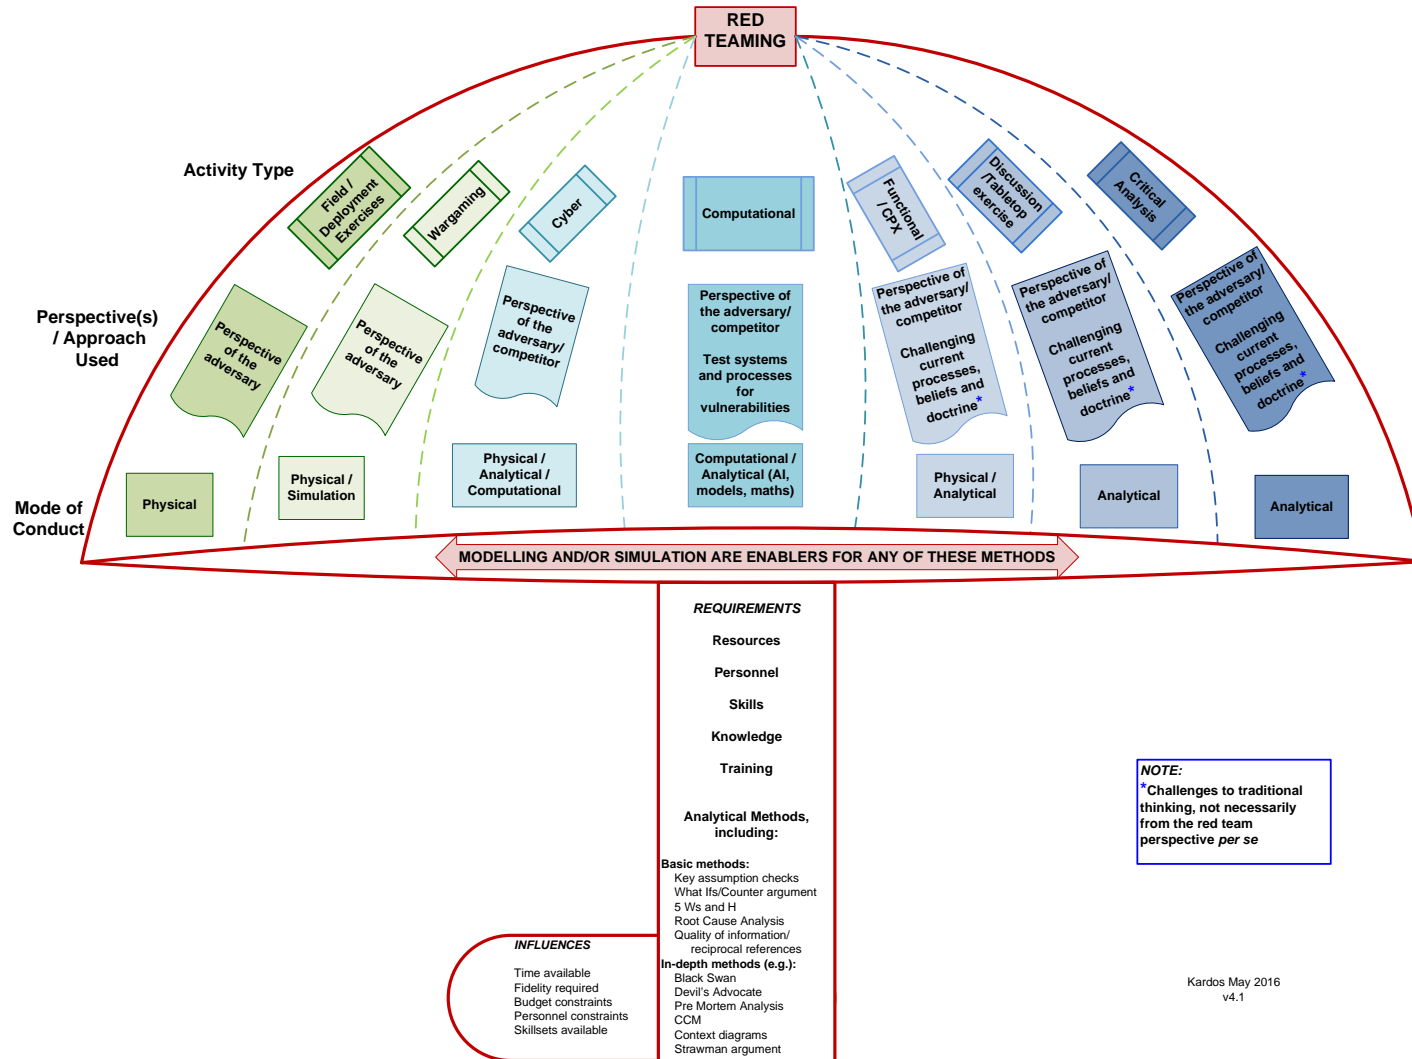 RED
TEAMING
Activity Type
Field /
Deployment
Exercises
Wargaming
Cyber
Computational
Functional
/ CPX
Discussion
/Tabletop
exercise
Critical
Analysis
Perspective(s)
/ Approach
Used
Perspective
of the
adversary
Perspective
of the
adversary
Perspective
of the
adversary/
competitor
Perspective of
the adversary/
competitor
Test systems
and processes
for
vulnerabilities
Perspective of
the adversary/
competitor
Challenging
current
processes,
beliefs and
doctrine*
Perspective of
the adversary/
competitor
Challenging
current
processes,
beliefs and
doctrine*
Perspective of
the adversary/
competitor
Challenging
current
processes,
beliefs and
doctrine*
Mode of
Conduct
Physical
Physical /
Simulation
Physical /
Analytical /
Computational
Computational /
Analytical (AI,
models, maths)
Physical /
Analytical
Analytical
Analytical
MODELLING AND/OR SIMULATION ARE ENABLERS FOR ANY OF THESE METHODS
REQUIREMENTS
Resources
Personnel
Skills
Knowledge
Training
Analytical Methods,
including:
Basic methods:
Key assumption checks
What Ifs/Counter argument
5 Ws and H
Root Cause Analysis
Quality of information/
reciprocal references
In-depth methods (e.g.):
Black Swan
Devil's Advocate
Pre Mortem Analysis
CCM
Context diagrams
Strawman argument
INFLUENCES
Time available
Fidelity required
Budget constraints
Personnel constraints
Skillsets available
NOTE:
*Challenges to traditional
thinking, not necessarily
from the red team
perspective per se
Kardos May 2016
v4.1